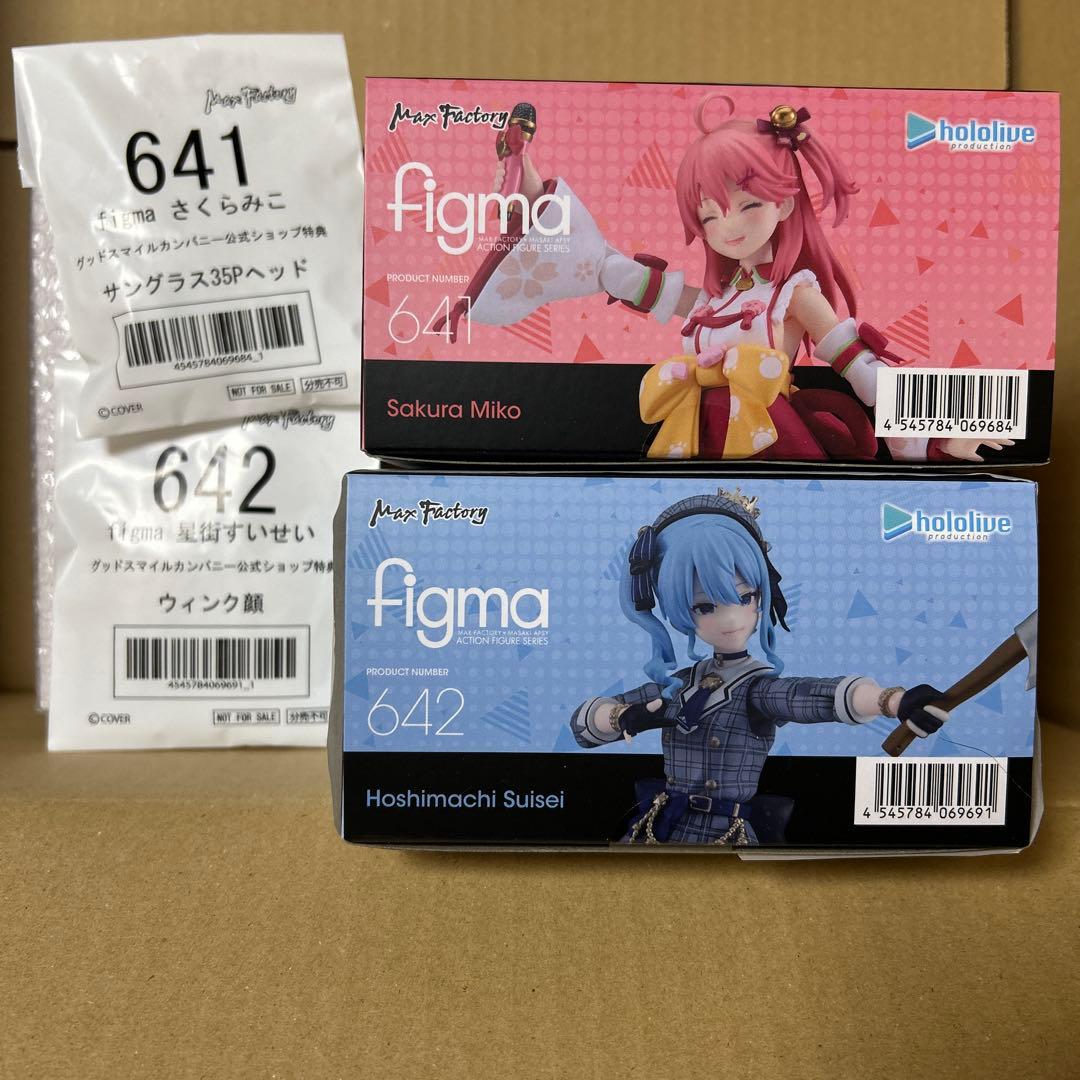 Max Factory
641
figma さくらみこ
グッドスマイルカンパニー公式ショップ特典
サングラス35Pヘッド
4545784069684_1
NOT FOR SALE 分売不可
©COVER
Max Factory
642
figma 星街すいせい
グッドスマイルカンパニー公式ショップ特典
ウィンク顔
4545784069691_1
©COVER NOT FOR SALE 分売不可
Max Factory
hololive
production
figma
MAX FACTORY × MASAKI APSY
ACTION FIGURE SERIES
PRODUCT NUMBER
641
Sakura Miko
4 545784 069684
Max Factory
hololive
production
figma
MAX FACTORY × MASAKI APSY
ACTION FIGURE SERIES
PRODUCT NUMBER
642
Hoshimachi Suisei
4 545784 069691